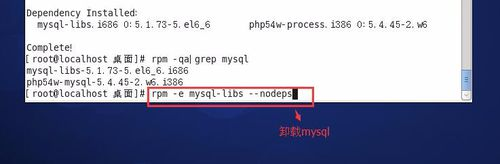 Dependency Installed:
mysql-libs.i686 0:5.1.73-5.el6_6 php54w-process.i386 0:5.4.45-2.w6
Complete!
[root@localhost 桌面]# rpm -qa|grep mysql
mysql-libs-5.1.73-5.el6_6.i686
php54w-mysql-5.4.45-2.w6.i386
[root@localhost 桌面]# rpm -e mysql-libs --nodeps
卸载mysql